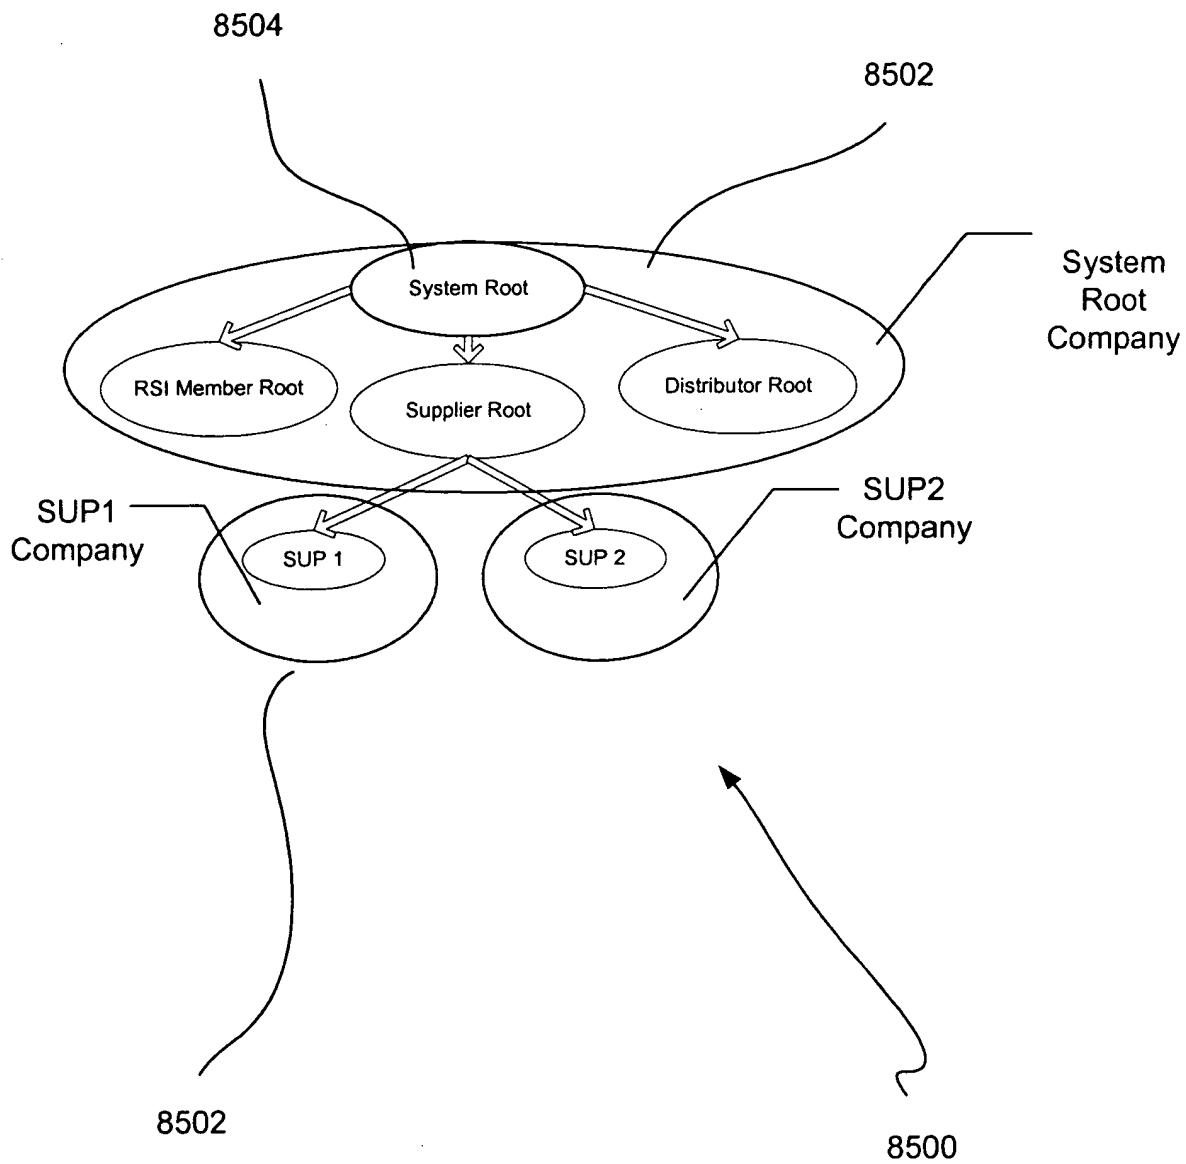 8504
8502
System
Root
Company
System Root
RSI Member Root
Supplier Root
Distributor Root
SUP1
Company
SUP2
Company
SUP 1
SUP 2
8502
8500